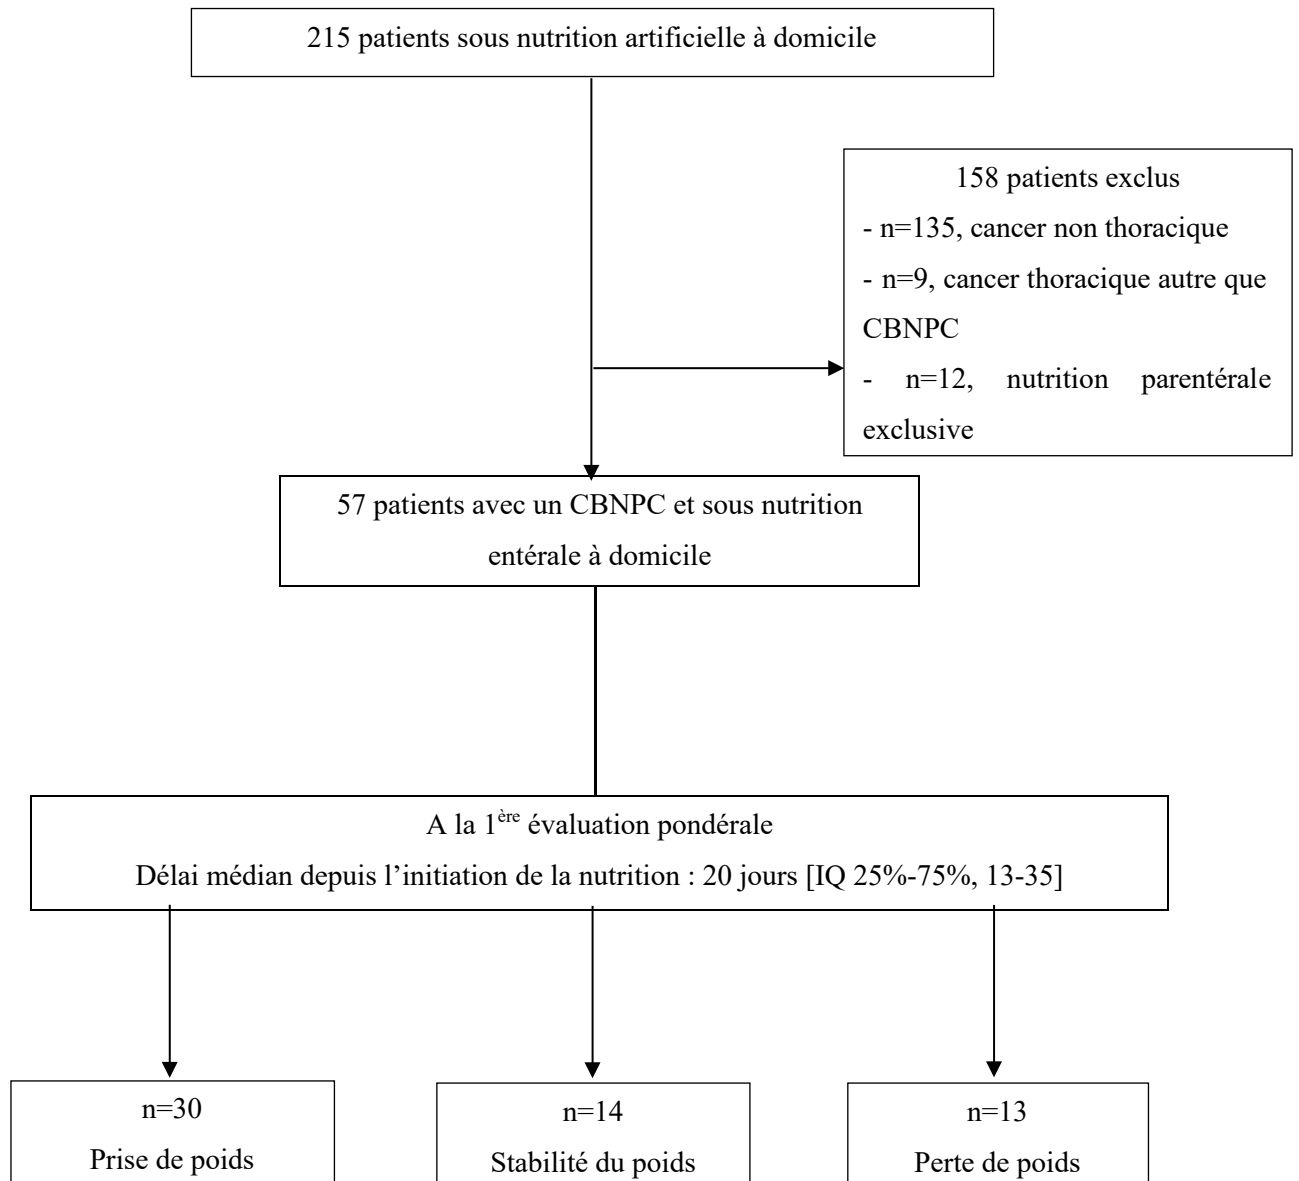 215 patients sous nutrition artificielle à domicile
158 patients exclus
- n=135, cancer non thoracique
- n=9, cancer thoracique autre que
CBNPC
- n=12, nutrition parentérale
exclusive
57 patients avec un CBNPC et sous nutrition
entérale à domicile
A la 1ère évaluation pondérale
Délai médian depuis l’initiation de la nutrition : 20 jours [IQ 25%-75%, 13-35]
n=30
Prise de poids
n=14
Stabilité du poids
n=13
Perte de poids